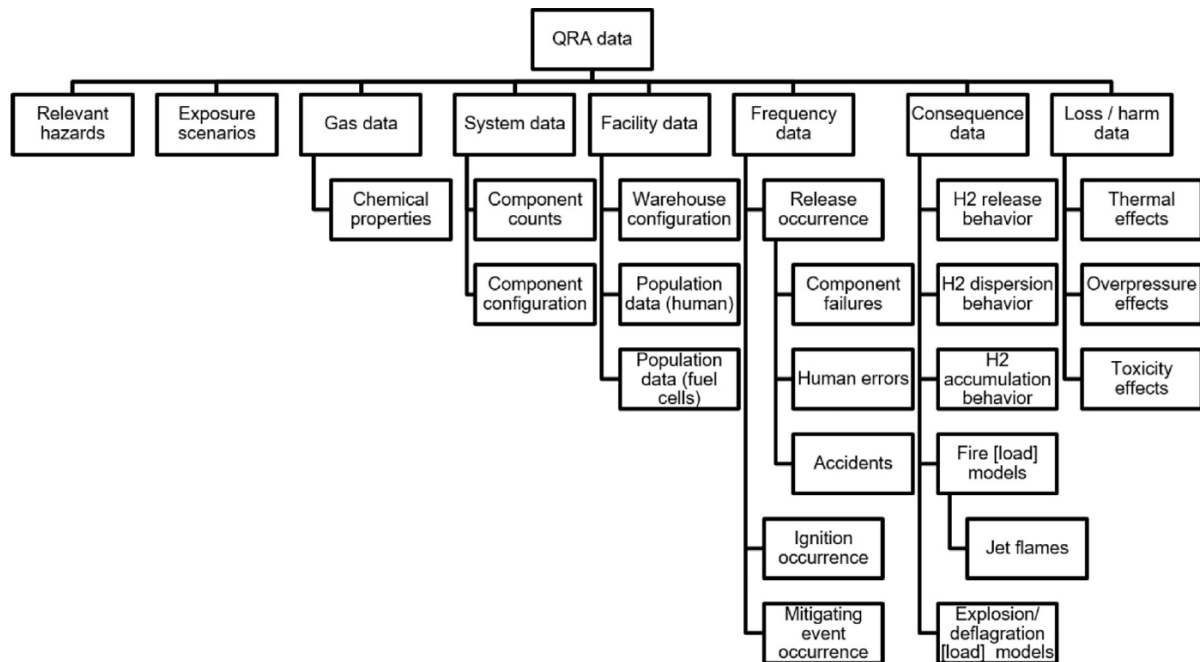 QRA data
Relevant
hazards
Exposure
scenarios
Gas data
System data
Facility data
Frequency
data
Consequence
data
Loss / harm
data
Chemical
properties
Component
counts
Component
configuration
Warehouse
configuration
Population
data (human)
Population
data (fuel
cells)
Release
occurrence
Component
failures
Human errors
Accidents
Ignition
occurrence
Mitigating
event
occurrence
H2 release
behavior
H2 dispersion
behavior
H2
accumulation
behavior
Fire [load]
models
Jet flames
Explosion/
deflagration
[load] models
Thermal
effects
Overpressure
effects
Toxicity
effects